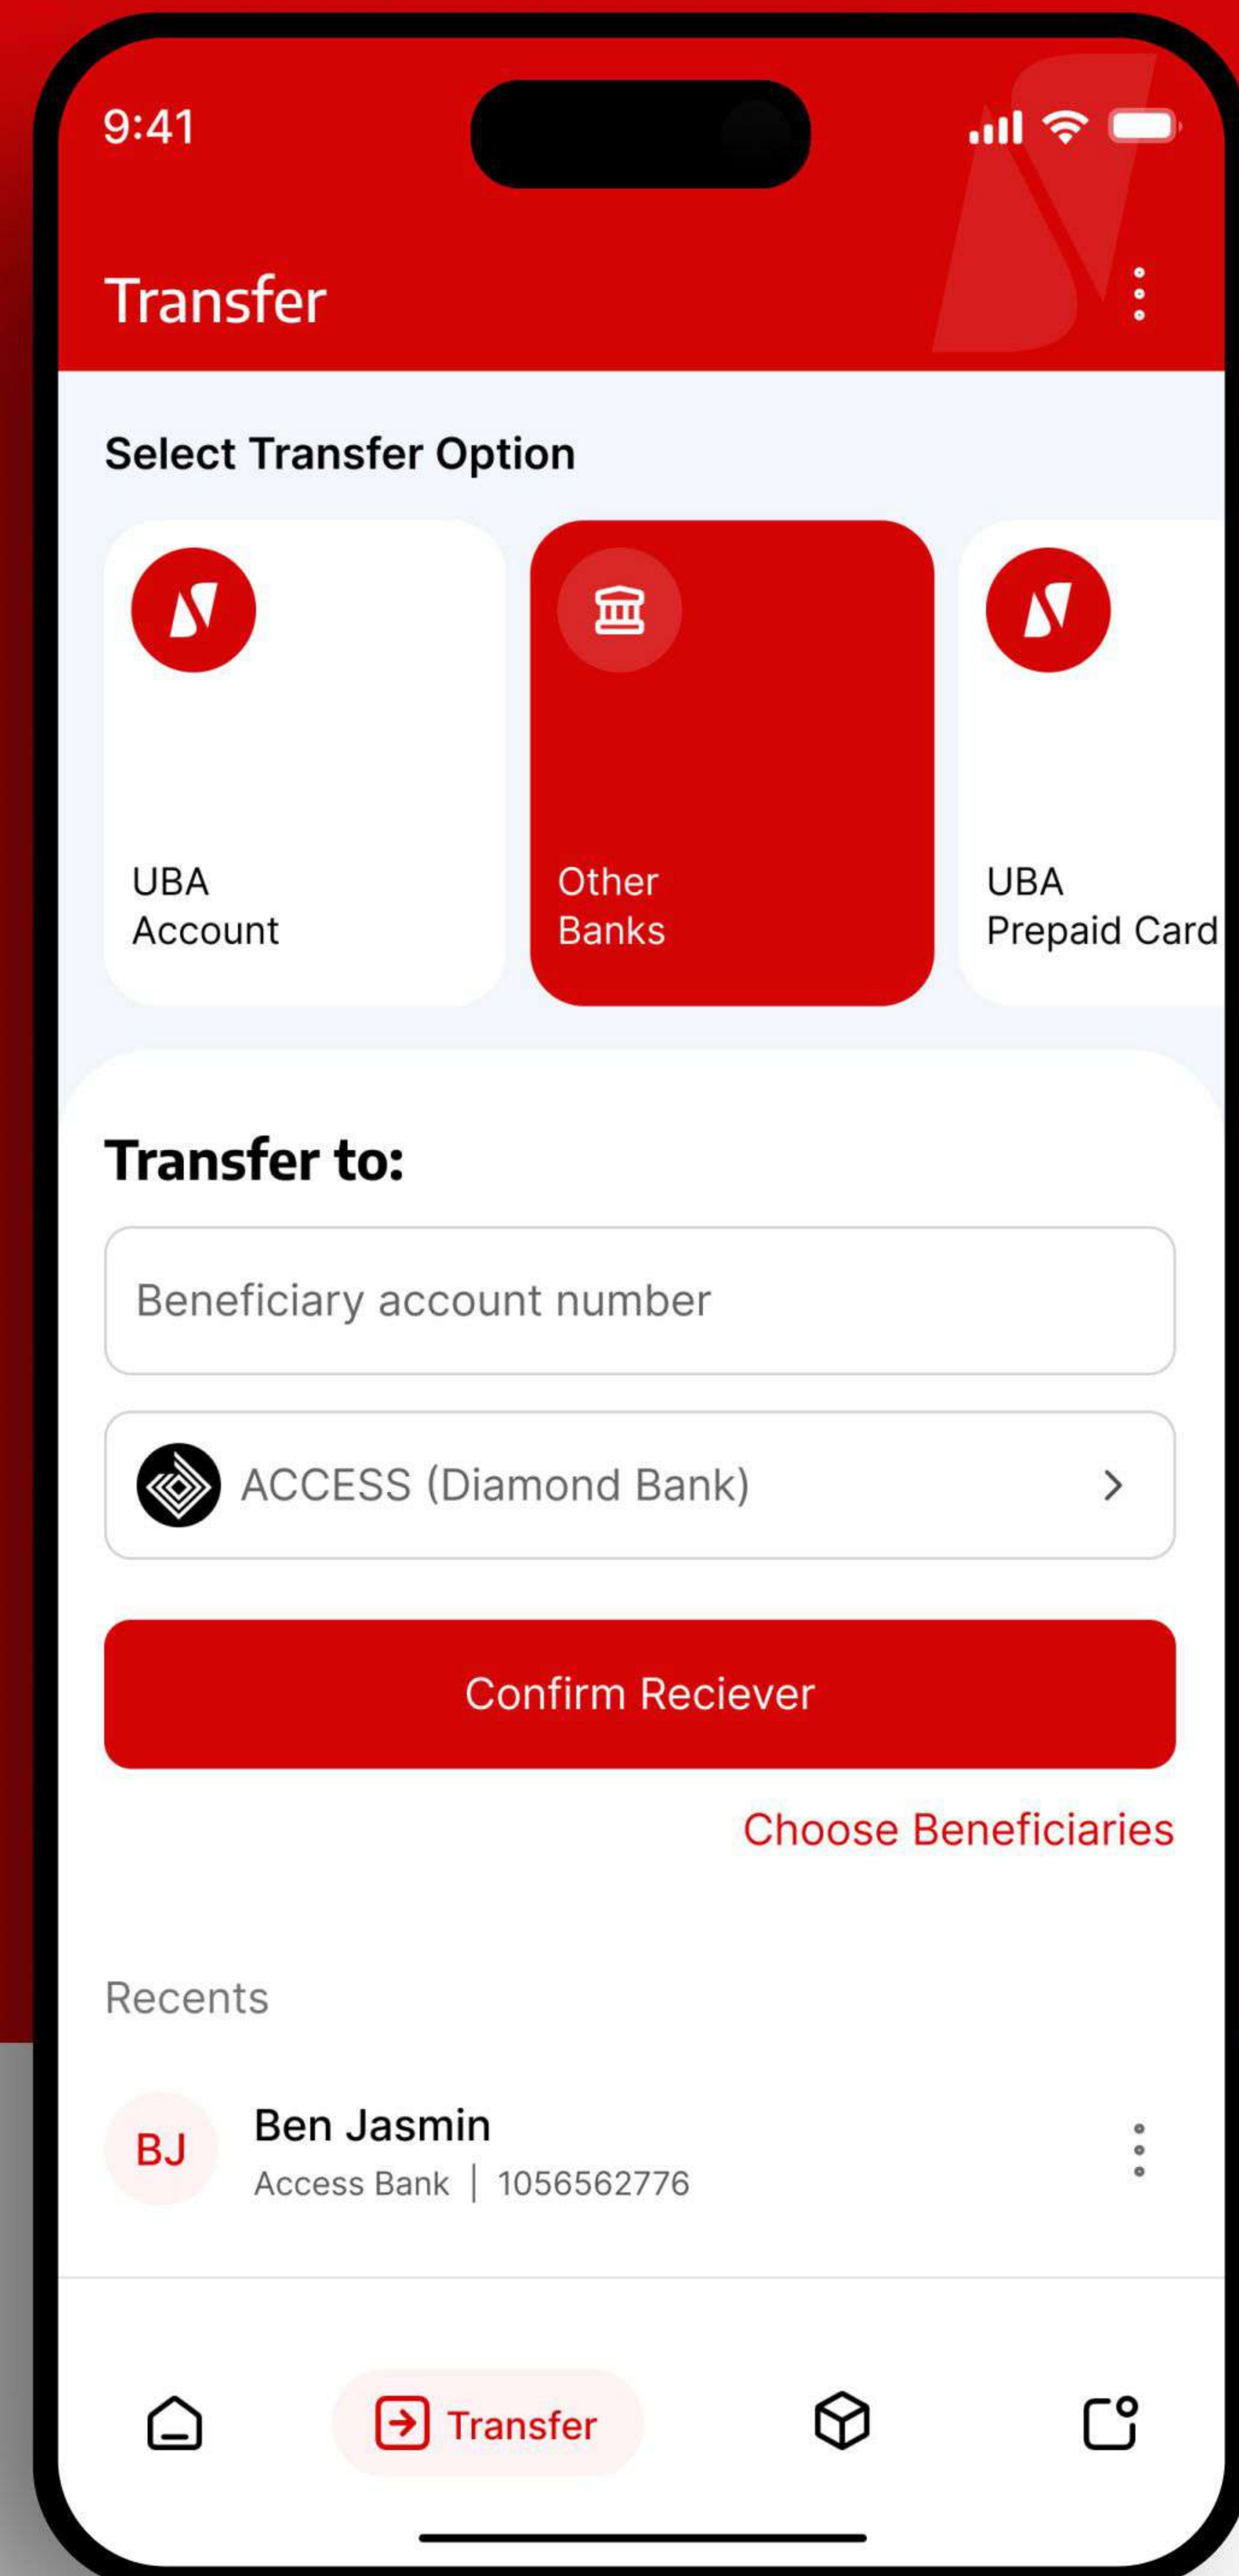 9:41
Transfer
Select Transfer Option
UBA
Account
Other
Banks
UBA
Prepaid Card
Transfer to:
Beneficiary account number
ACCESS (Diamond Bank)
Confirm Reciever
Choose Beneficiaries
Recents
BJ
Ben Jasmin
Access Bank | 1056562776
Transfer